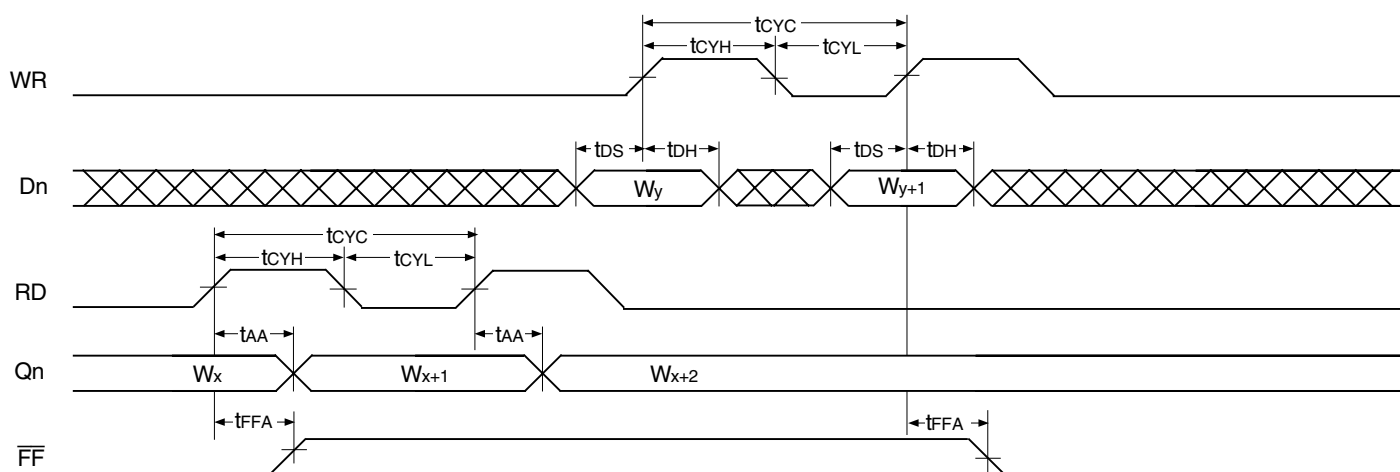 tCYC
tCYH tCYL
WR
tDS tDH tDS tDH
Dn Wy Wy+1
tCYC
tCYH tCYL
RD
tAA tAA
Qn Wx Wx+1 Wx+2
tFFA tFFA
FF